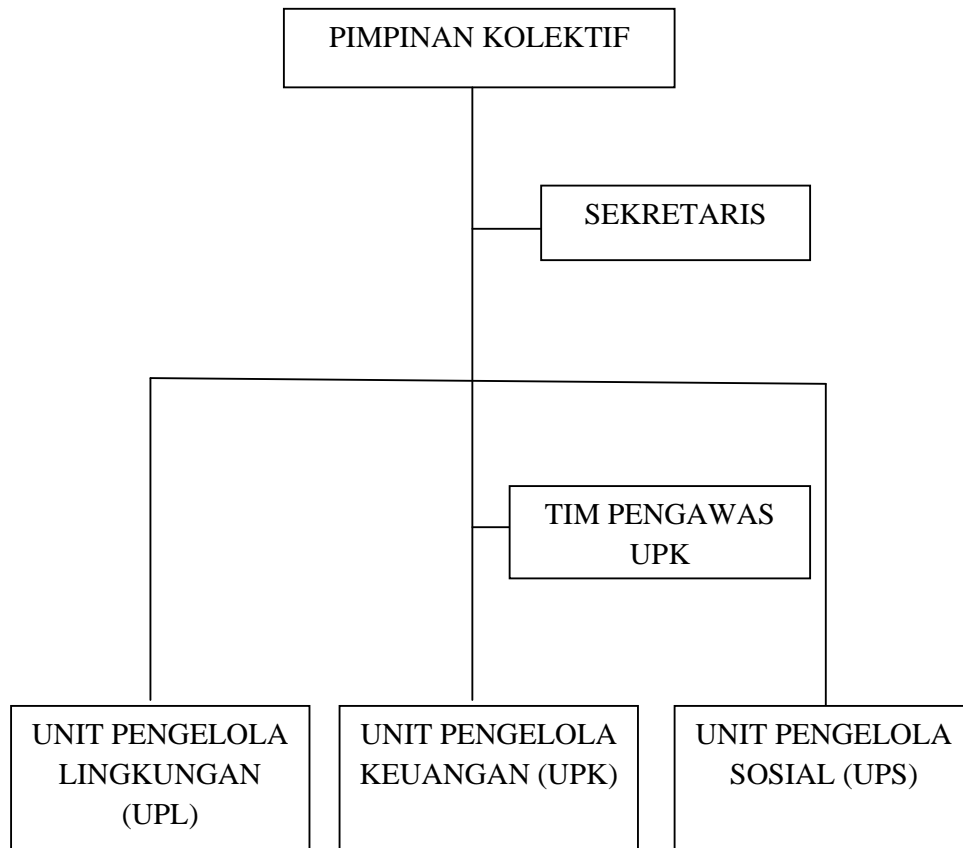 PIMPINAN KOLEKTIF
SEKRETARIS
TIM PENGAWAS
UPK
UNIT PENGELOLA
LINGKUNGAN
(UPL)
UNIT PENGELOLA
KEUANGAN (UPK)
UNIT PENGELOLA
SOSIAL (UPS)